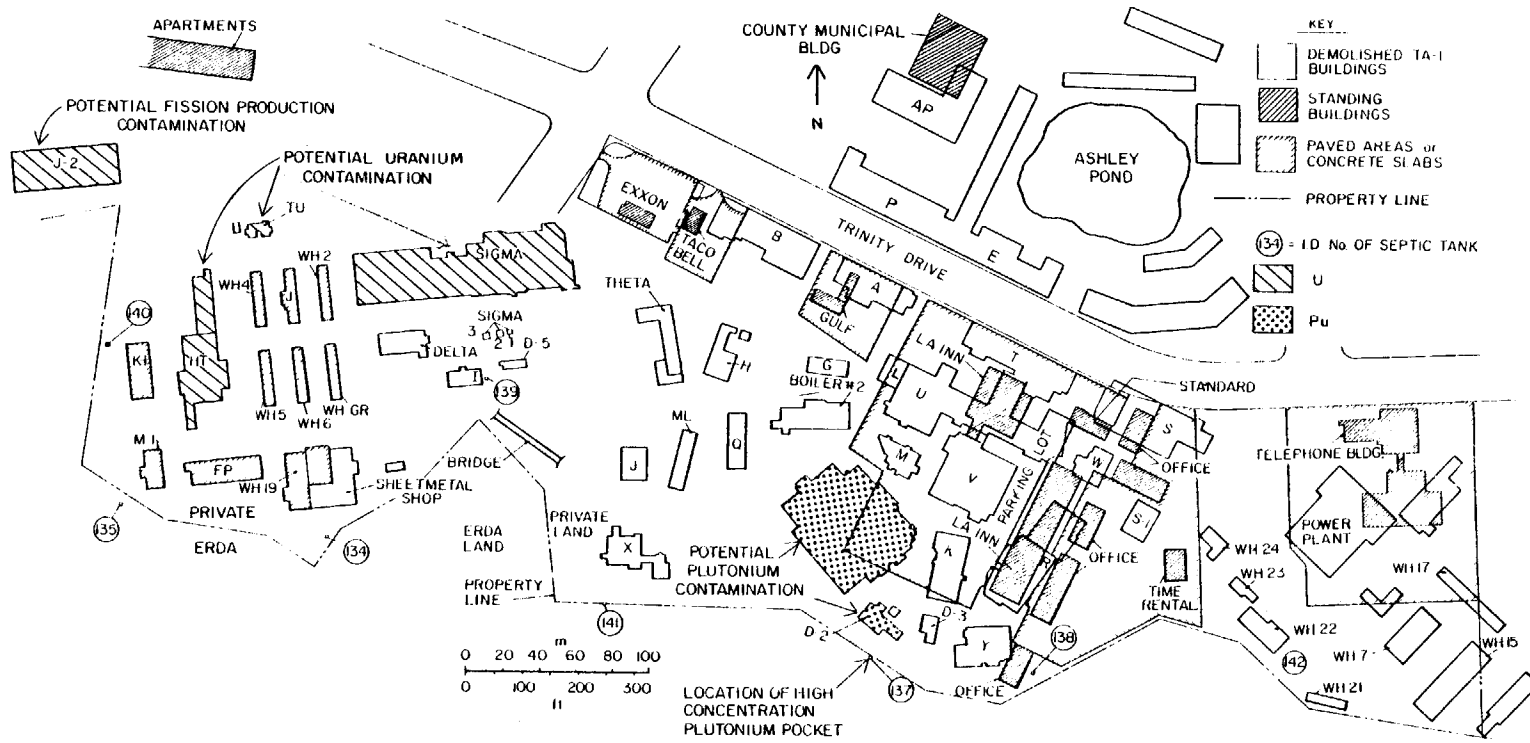 APARTMENTS
COUNTY MUNICIPAL
BLDG
N
KEY
DEMOLISHED TA-1
BUILDINGS
STANDING
BUILDINGS
PAVED AREAS or
CONCRETE SLABS
PROPERTY LINE
134 = I.D No. OF SEPTIC TANK
U
Pu
POTENTIAL FISSION PRODUCTION
CONTAMINATION
J-2
POTENTIAL URANIUM
CONTAMINATION
TU
AP
ASHLEY
POND
EXXON
TACO
BELL
B
P
E
TRINITY DRIVE
SIGMA
WH4
J
WH2
THETA
A
GULF
140
K1
HT
SIGMA
3
2
1
DELTA
D-5
I
139
H
G
BOILER #2
LA INN
T
L
U
STANDARD
WH5
WH6
WH GR
M 1
FP
WH19
SHEETMETAL
SHOP
BRIDGE
J
ML
Q
M
V
PARKING
LOT
W
OFFICE
S
S-1
TELEPHONE BLDG
POWER
PLANT
135
PRIVATE
ERDA
134
ERDA
LAND
PRIVATE
LAND
X
PROPERTY
LINE
141
POTENTIAL
PLUTONIUM
CONTAMINATION
LA
INN
K
R
OFFICE
TIME
RENTAL
WH 24
WH 23
WH 22
WH17
WH 7
WH15
WH 21
D-2
D-3
Y
138
142
137
OFFICE
LOCATION OF HIGH
CONCENTRATION
PLUTONIUM POCKET
m
0 20 40 60 80 100
0 100 200 300
ft